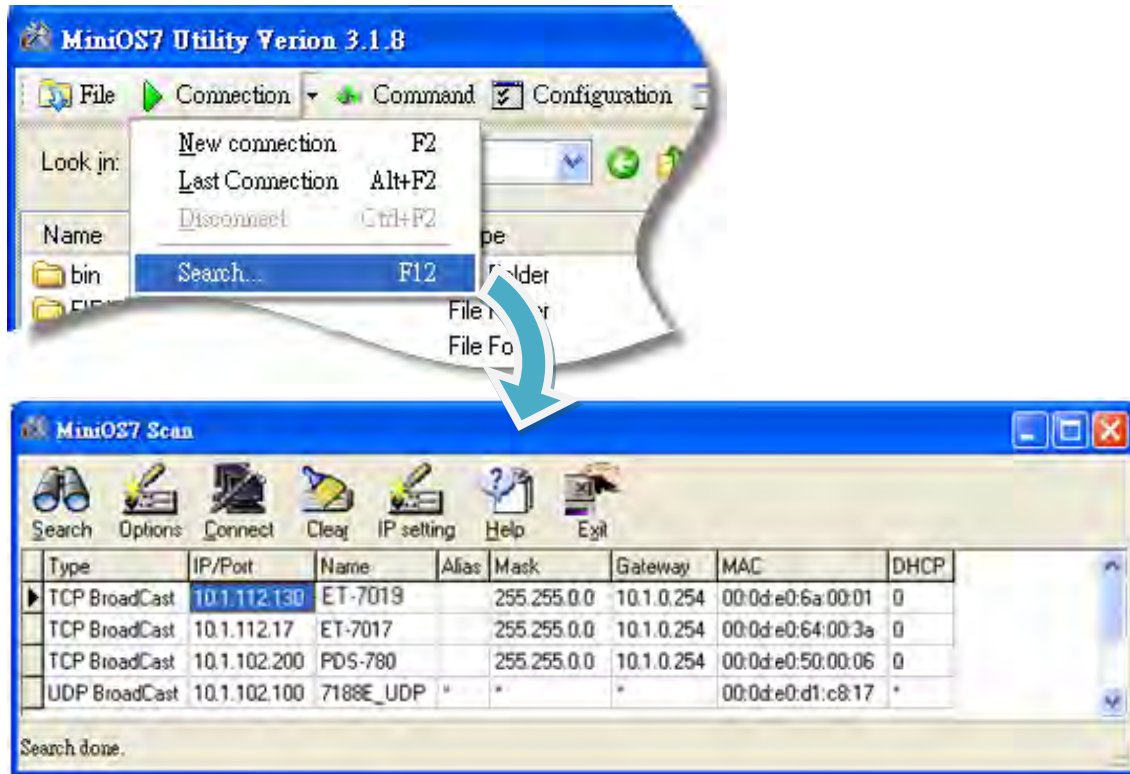 MiniOS7 Utility Verion 3.1.8
File Connection Command Configuration
New connection F2
Look in:
Last Connection Alt+F2
Disconnect Ctrl+F2
Name pe
Search... F12
bin Folder
File
File Fo
MiniOS7 Scan
Search Options Connect Clear IP setting Help Exit
Type IP/Port Name Alias Mask Gateway MAC DHCP
TCP BroadCast 10.1.112.130 ET-7019 255.255.0.0 10.1.0.254 00:0d:e0:6a:00:01 0
TCP BroadCast 10.1.112.17 ET-7017 255.255.0.0 10.1.0.254 00:0d:e0:64:00:3a 0
TCP BroadCast 10.1.102.200 PDS-780 255.255.0.0 10.1.0.254 00:0d:e0:50:00:06 0
UDP BroadCast 10.1.102.100 7188E_UDP * * * 00:0d:e0:d1:c8:17 *
Search done.